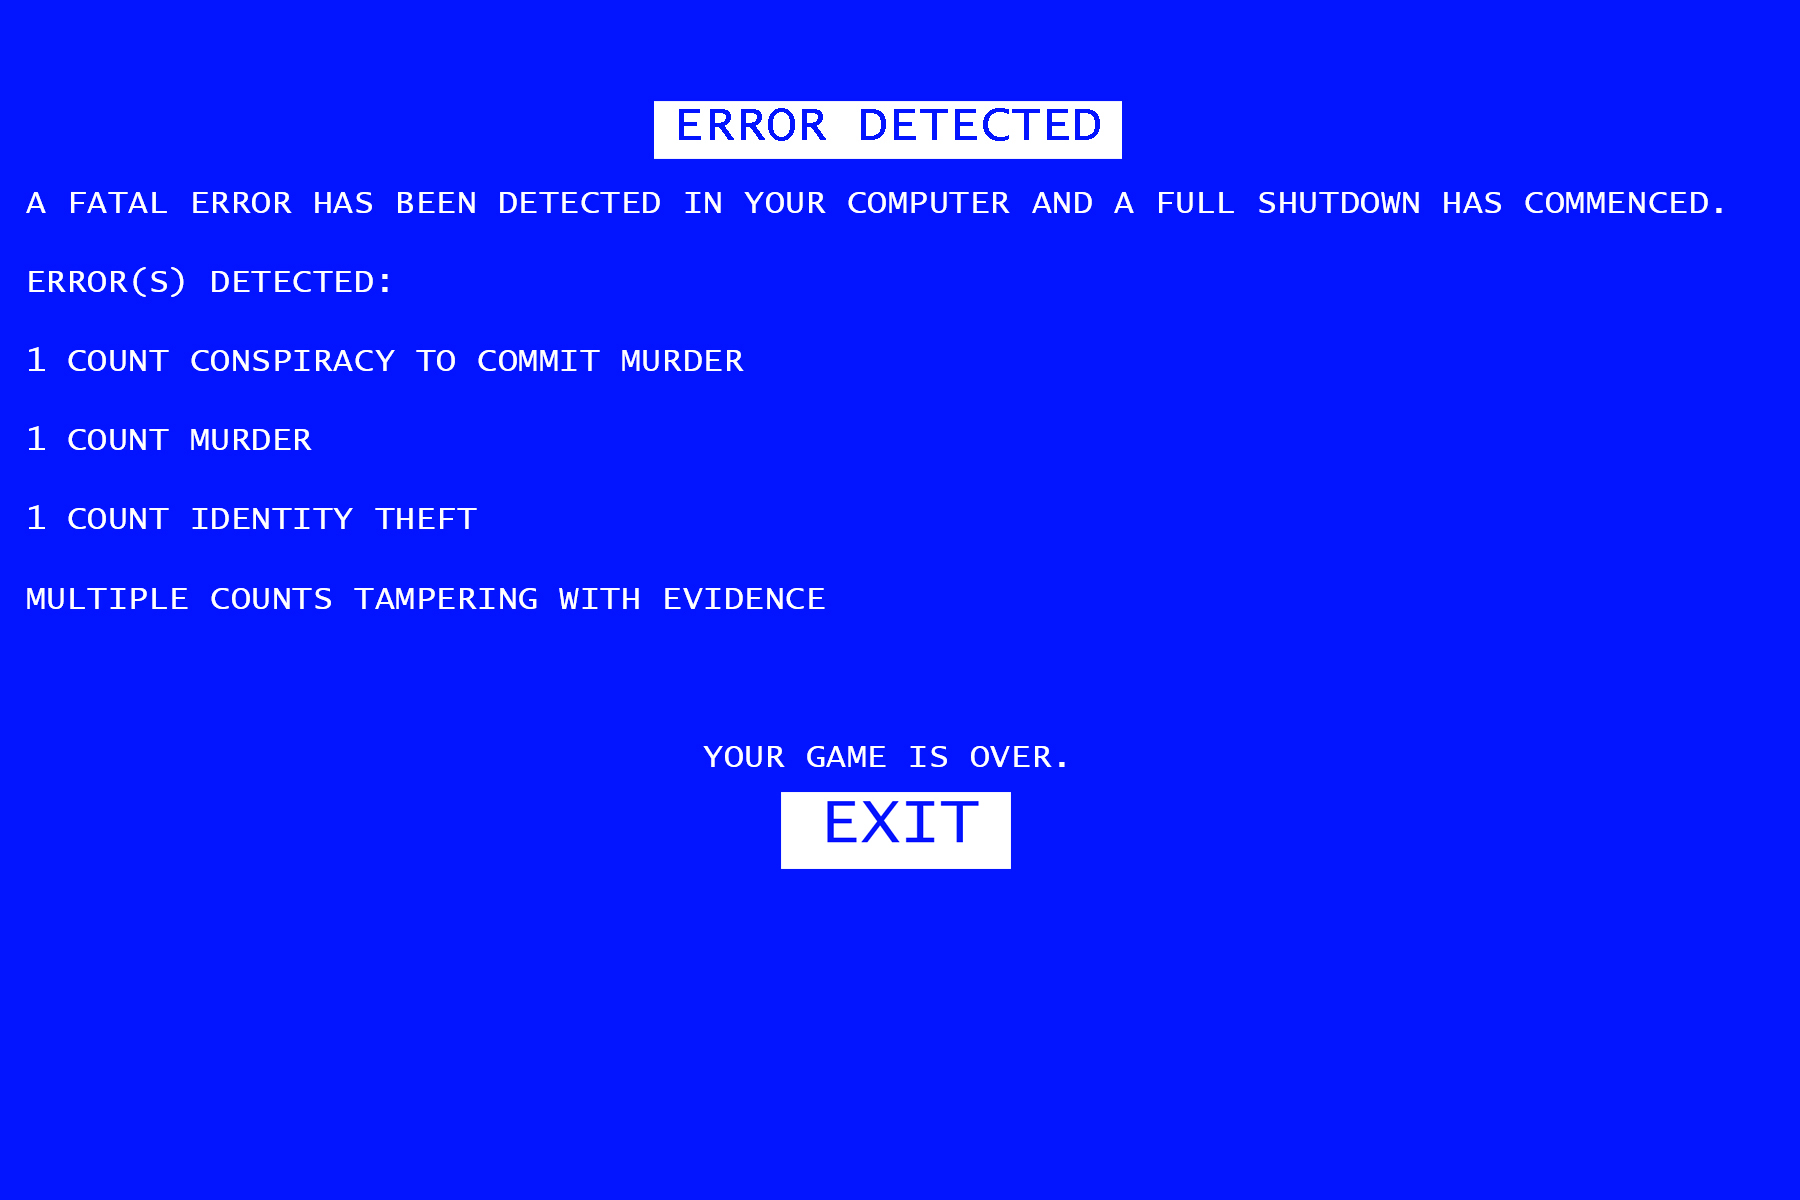 ERROR DETECTED
A FATAL ERROR HAS BEEN DETECTED IN YOUR COMPUTER AND A FULL SHUTDOWN HAS COMMENCED.
ERROR(S) DETECTED:
1 COUNT CONSPIRACY TO COMMIT MURDER
1 COUNT MURDER
1 COUNT IDENTITY THEFT
MULTIPLE COUNTS TAMPERING WITH EVIDENCE
YOUR GAME IS OVER.
EXIT